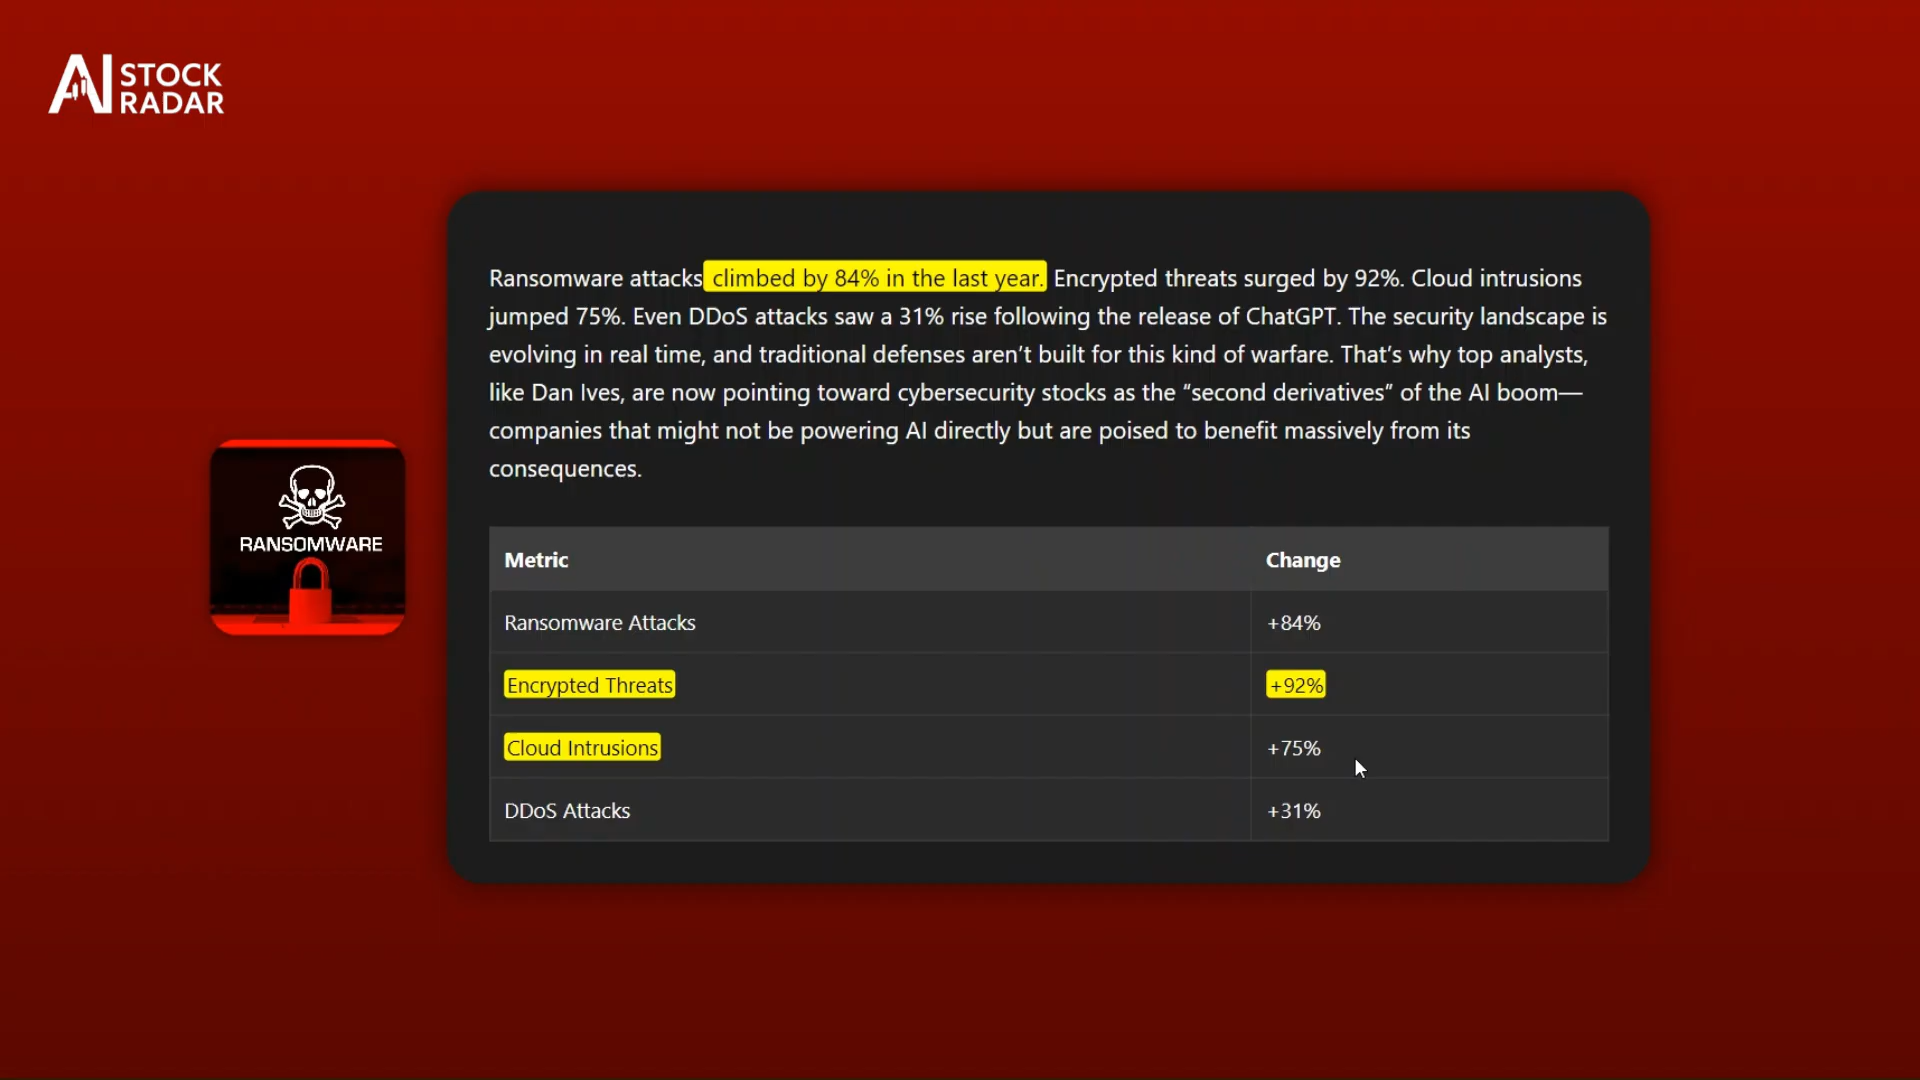 AI STOCK
RADAR
Ransomware attacks climbed by 84% in the last year. Encrypted threats surged by 92%. Cloud intrusions
jumped 75%. Even DDoS attacks saw a 31% rise following the release of ChatGPT. The security landscape is
evolving in real time, and traditional defenses aren’t built for this kind of warfare. That’s why top analysts,
like Dan Ives, are now pointing toward cybersecurity stocks as the “second derivatives” of the AI boom—
companies that might not be powering AI directly but are poised to benefit massively from its
consequences.
RANSOMWARE
Metric Change
Ransomware Attacks +84%
Encrypted Threats +92%
Cloud Intrusions +75%
DDoS Attacks +31%